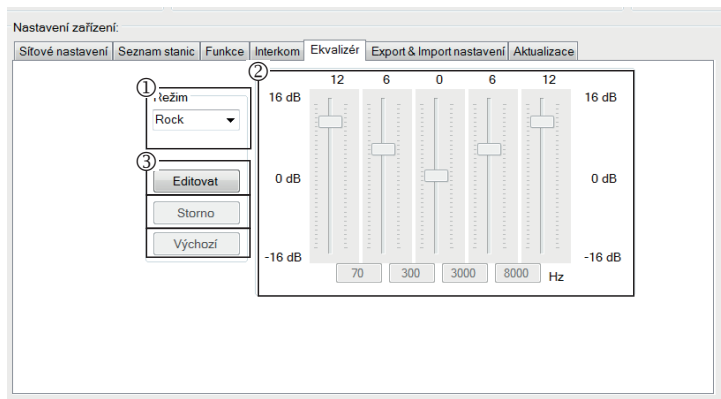 Nastavení zařízení:
Síťové nastavení Seznam stanic Funkce Interkom Ekvalizér Export & Import nastavení Aktualizace
① Režim
Rock
②
12 6 0 6 12
16 dB 16 dB
0 dB 0 dB
-16 dB -16 dB
70 300 3000 8000 Hz
③
Editovat
Storno
Výchozí